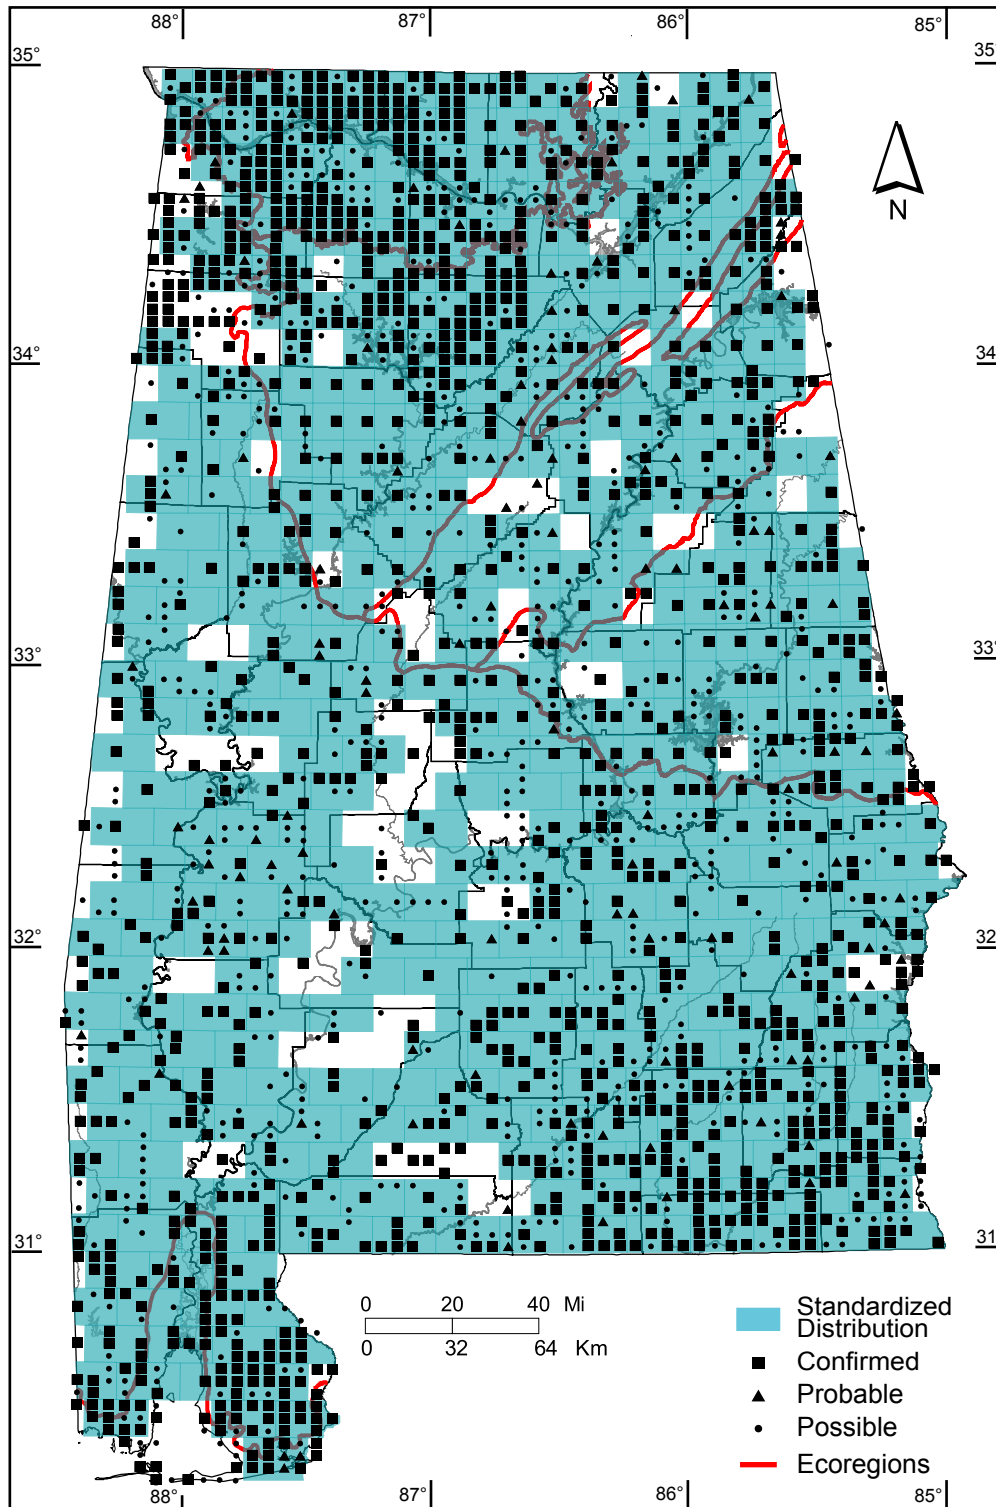 88° 87° 86° 85°
35° 35°
N
34° 34
33° 33°
32° 32
31° 31
0 20 40 Mi
0 32 64 Km
Standardized
Distribution
Confirmed
Probable
Possible
Ecoregions
88° 87° 86° 85°